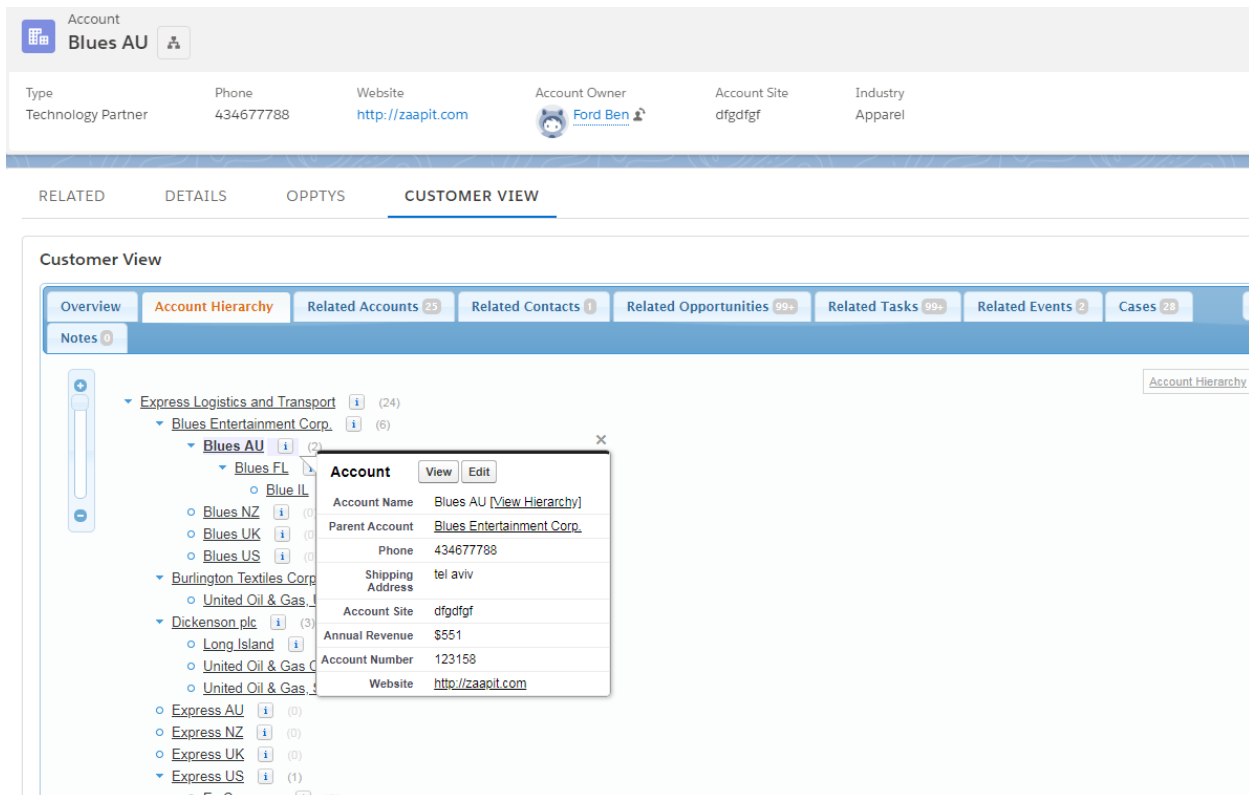 Account
Blues AU
Type Phone Website Account Owner Account Site Industry
Technology Partner 434677788 http://zaapit.com Ford Ben dfgdfgf Apparel
RELATED DETAILS OPPTYS CUSTOMER VIEW
Customer View
Overview Account Hierarchy Related Accounts 25 Related Contacts 1 Related Opportunities 99+ Related Tasks 99+ Related Events 2 Cases 28
Notes 0
Account Hierarchy
Express Logistics and Transport i (24)
Blues Entertainment Corp. i (6)
Blues AU i (2)
Blues FL
Blue IL
Blues NZ i (0
Blues UK i (0
Blues US i (0
Burlington Textiles Corp
United Oil & Gas,
Dickenson plc i (3)
Long Island i
United Oil & Gas
United Oil & Gas,
Express AU i (0)
Express NZ i (0)
Express UK i (0)
Express US i (1)
Account View Edit
Account Name Blues AU [View Hierarchy]
Parent Account Blues Entertainment Corp.
Phone 434677788
Shipping
Address tel aviv
Account Site dfgdfgf
Annual Revenue $551
Account Number 123158
Website http://zaapit.com